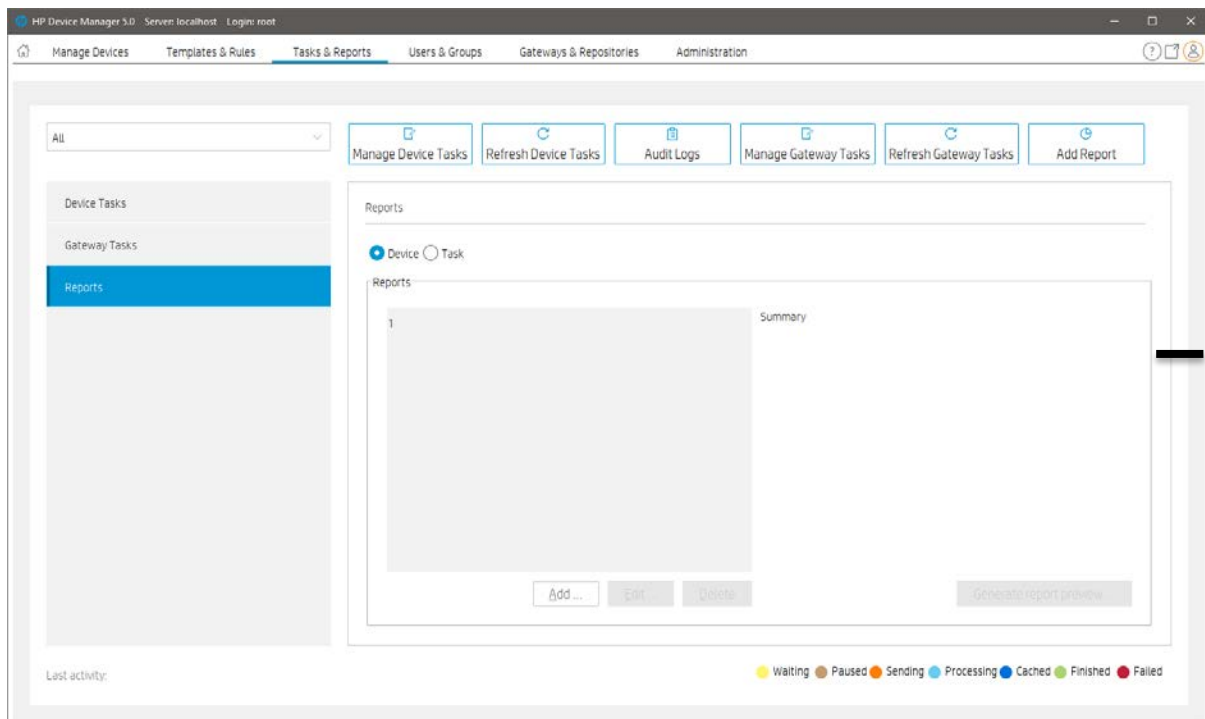 HP Device Manager 5.0 Server: localhost Login: root
Manage Devices Templates & Rules Tasks & Reports Users & Groups Gateways & Repositories Administration
All
Manage Device Tasks Refresh Device Tasks Audit Logs Manage Gateway Tasks Refresh Gateway Tasks Add Report
Device Tasks
Gateway Tasks
Reports
Reports
Device Task
Reports
1
Summary
Add ... Edit ... Delete Generate report preview ...
Last activity:
Waiting Paused Sending Processing Cached Finished Failed